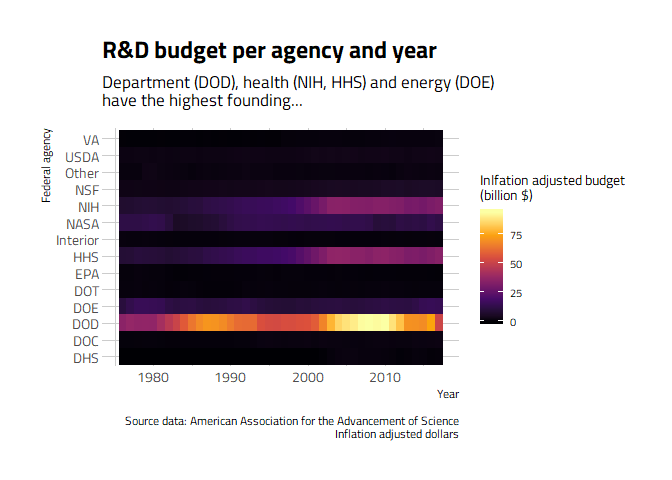 R&D budget per agency and year
Department (DOD), health (NIH, HHS) and energy (DOE)
have the highest founding...
Federal agency
VA
USDA
Other
NSF
NIH
NASA
Interior
HHS
EPA
DOT
DOE
DOD
DOC
DHS
1980 1990 2000 2010
Year
Inlfation adjusted budget
(billion $)
75
50
25
0
Source data: American Association for the Advancement of Science
Inflation adjusted dollars